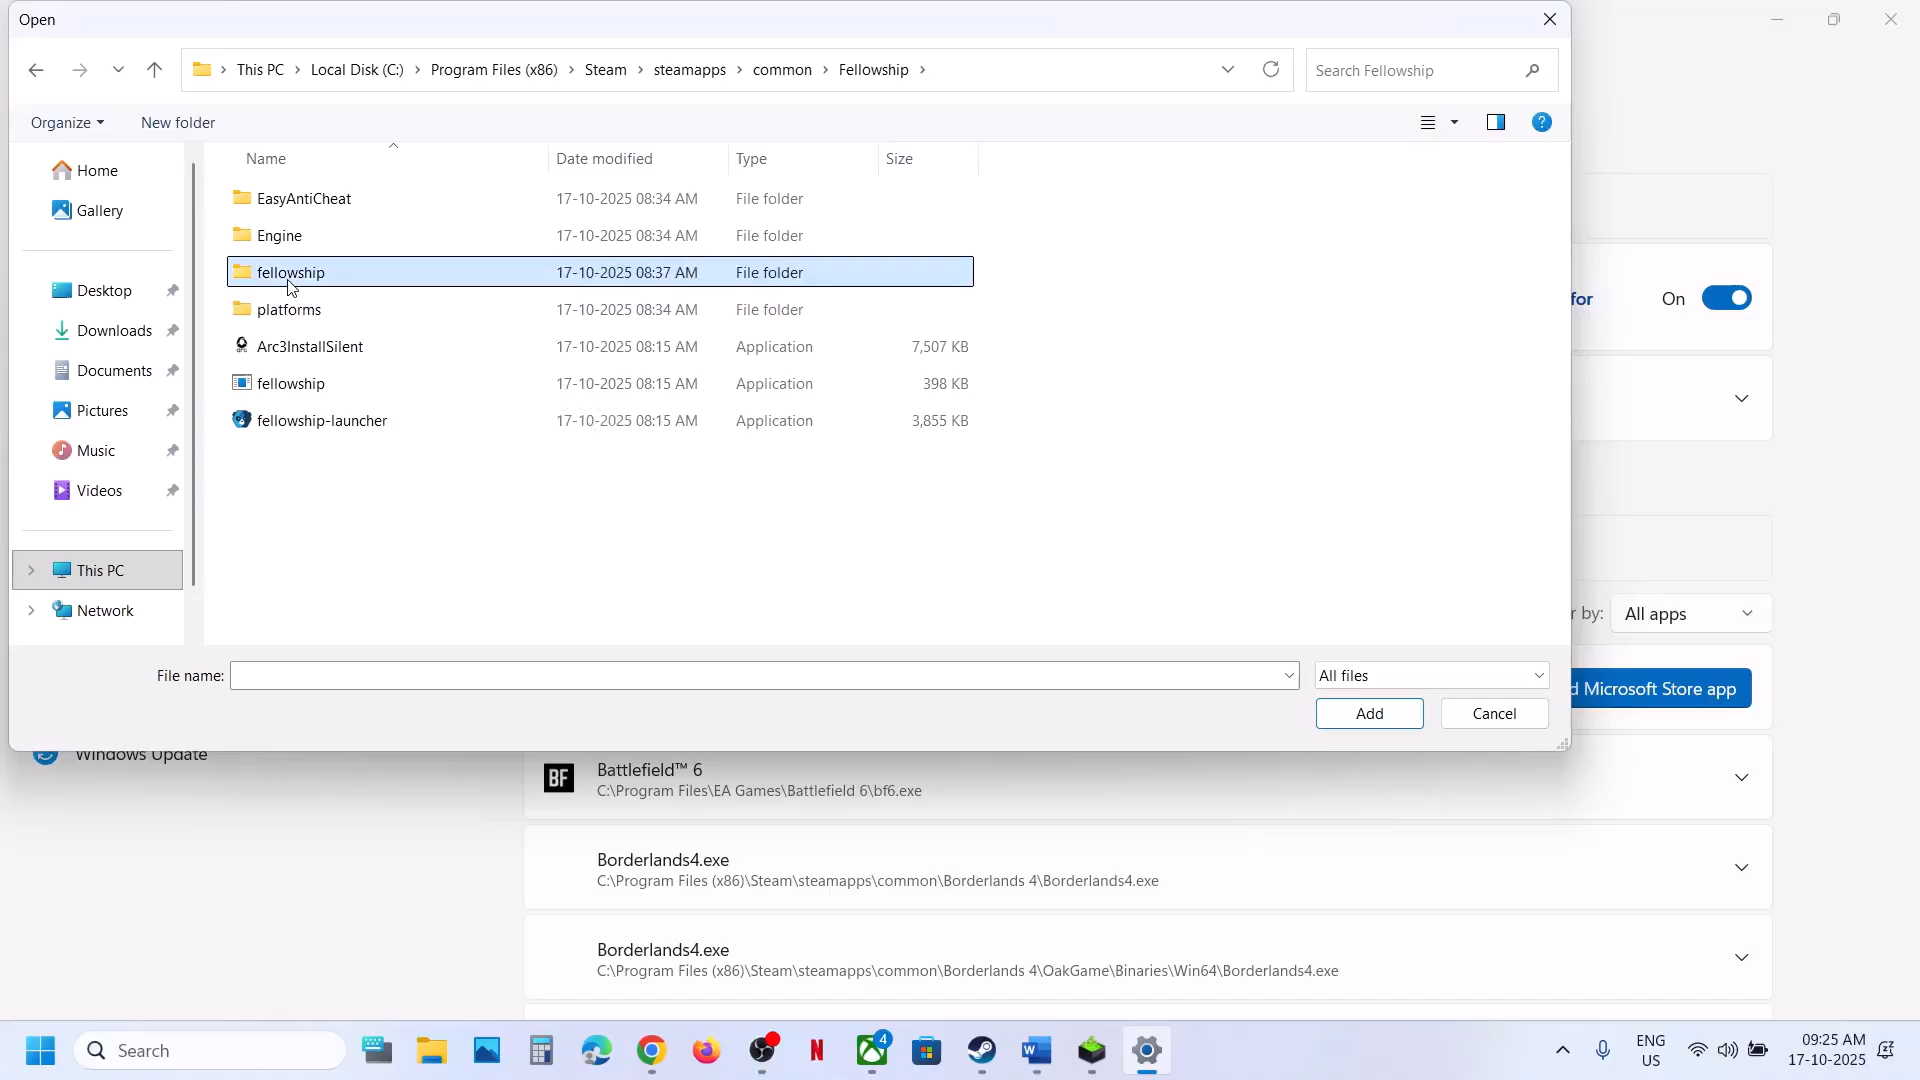 Open
This PC > Local Disk (C:) > Program Files (x86) > Steam > steamapps > common > Fellowship >
Search Fellowship
Organize
New folder
Name
Date modified
Type
Size
Home
Gallery
Desktop
Downloads
Documents
Pictures
Music
Videos
This PC
Network
EasyAntiCheat 17-10-2025 08:34 AM File folder
Engine 17-10-2025 08:34 AM File folder
fellowship 17-10-2025 08:37 AM File folder
platforms 17-10-2025 08:34 AM File folder
Arc3InstallSilent 17-10-2025 08:15 AM Application 7,507 KB
fellowship 17-10-2025 08:15 AM Application 398 KB
fellowship-launcher 17-10-2025 08:15 AM Application 3,855 KB
File name:
All files
Add
Cancel
for
On
r by:
All apps
d Microsoft Store app
Windows Update
BF
Battlefield™ 6
C:\Program Files\EA Games\Battlefield 6\bf6.exe
Borderlands4.exe
C:\Program Files (x86)\Steam\steamapps\common\Borderlands 4\Borderlands4.exe
Borderlands4.exe
C:\Program Files (x86)\Steam\steamapps\common\Borderlands 4\OakGame\Binaries\Win64\Borderlands4.exe
Search
N
4
W
ENG
US
09:25 AM
17-10-2025